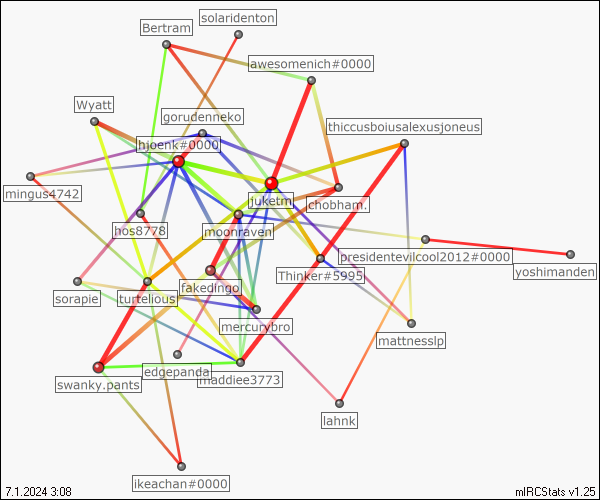 solaridenton
Bertram
awesomenich#0000
Wyatt
gorudenneko
thiccusboiusalexusjoneus
hjoenk#0000
mingus4742
juketm
chobham.
hos8778
moonraven
presidentevilcool2012#0000
yoshimanden
Thinker#5995
fakedingo
sorapie
turtelious
mercurybro
mattnesslp
edgepanda
maddiee3773
swanky.pants
lahnk
ikeachan#0000
7.1.2024 3:08
mIRCStats v1.25